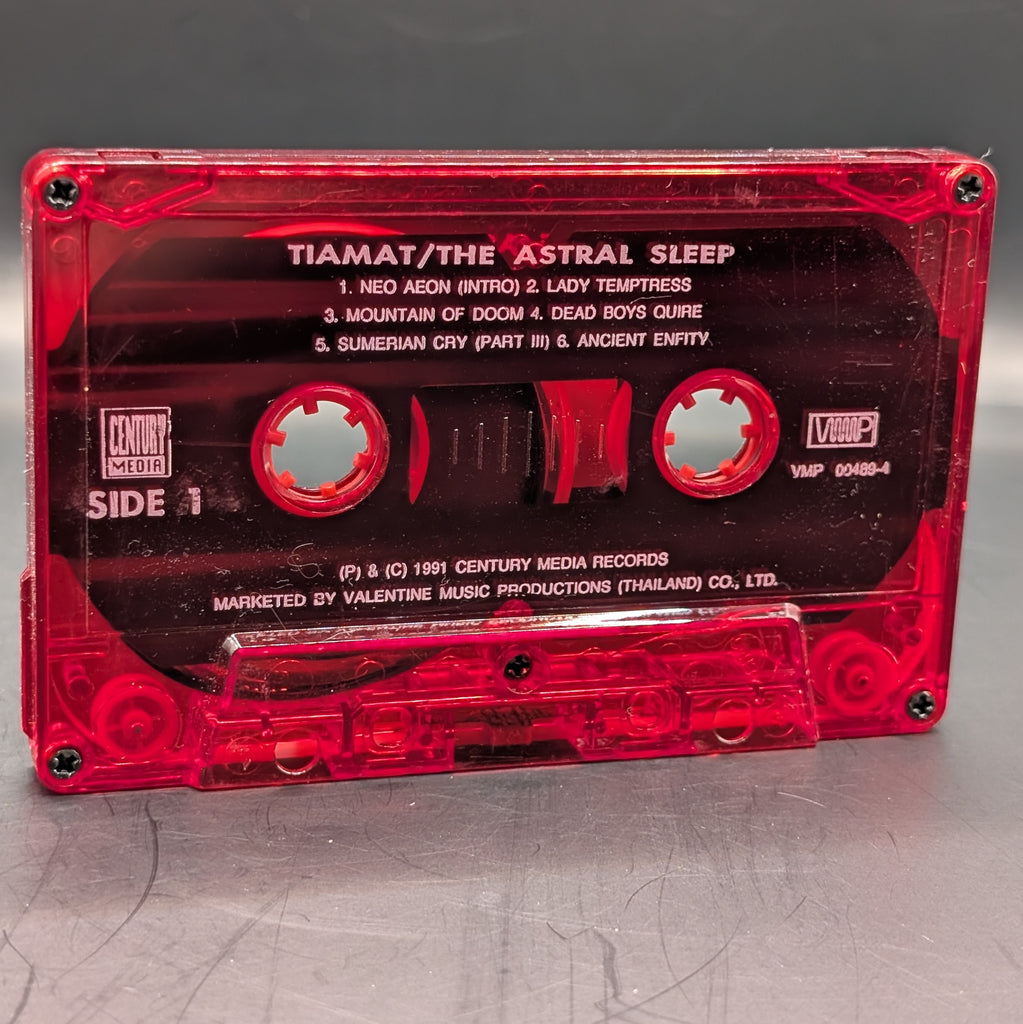 TIAMAT/THE ASTRAL SLEEP
1. NEO AEON (INTRO) 2. LADY TEMPTRESS
3. MOUNTAIN OF DOOM 4. DEAD BOYS QUIRE
5. SUMERIAN CRY (PART III) 6. ANCIENT ENFITY
CENTURY
MEDIA
SIDE 1
VMP
VMP 00489-4
(P) & (C) 1991 CENTURY MEDIA RECORDS
MARKETED BY VALENTINE MUSIC PRODUCTIONS (THAILAND) CO., LTD.